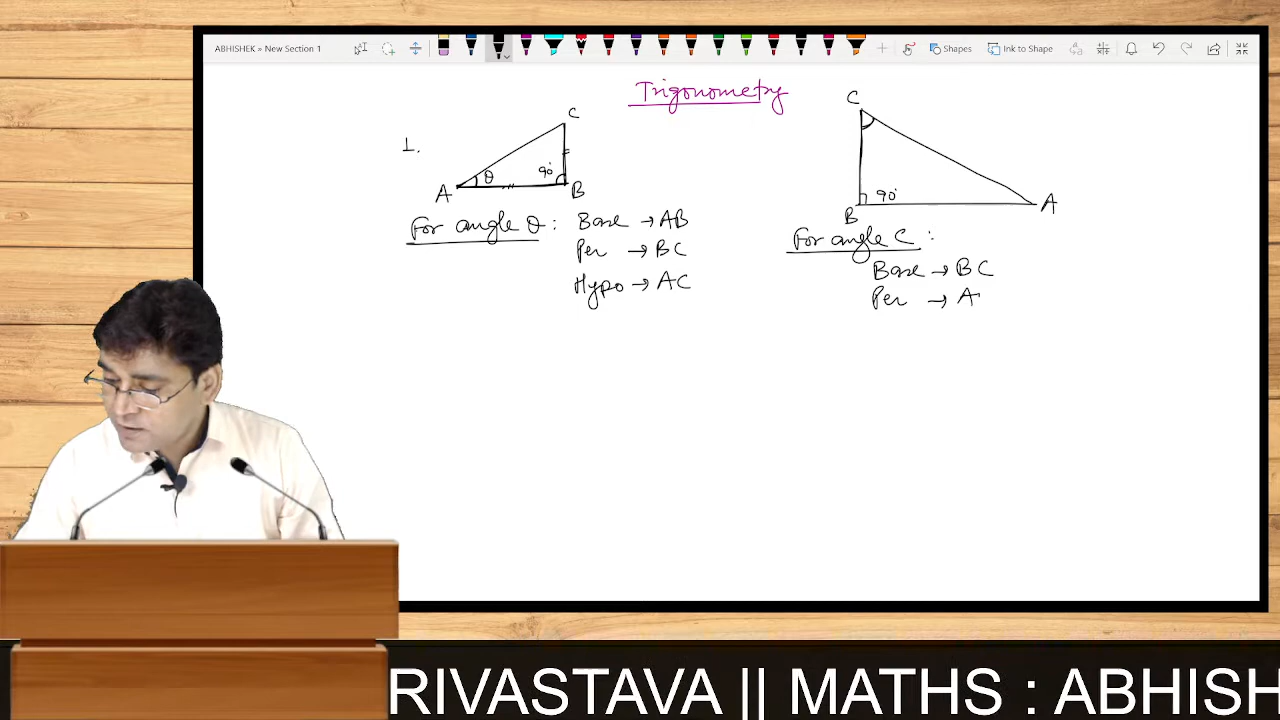 ABHISHEK » New Section 1
Shapes
Ink to Shape
Trigonometry
1.
C
θ
90°
A
B
For angle θ : Base → AB
Per → BC
Hypo → AC
C
90°
B
A
For angle C :
Base → BC
Per → A
RIVASTAVA || MATHS : ABHISH